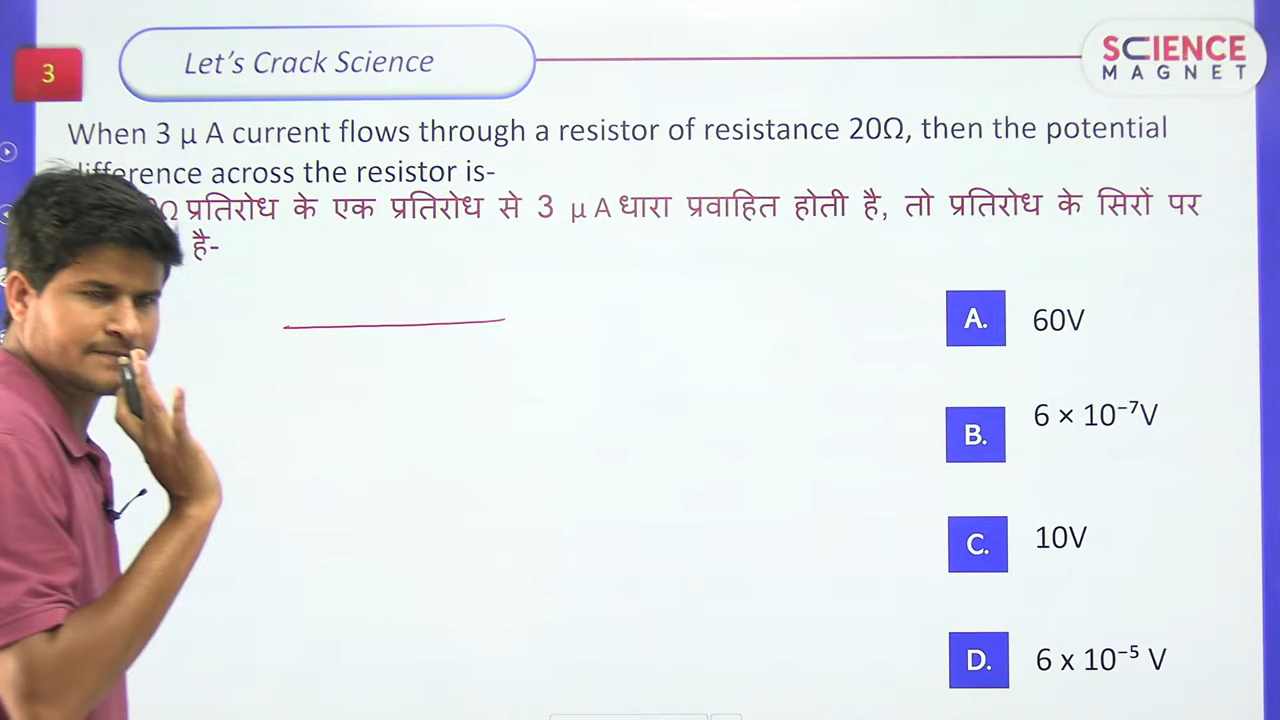 3
Let's Crack Science
SCIENCE
MAGNET
When 3 μ A current flows through a resistor of resistance 20Ω, then the potential
difference across the resistor is-
Ω प्रतिरोध के एक प्रतिरोध से 3 μ A धारा प्रवाहित होती है, तो प्रतिरोध के सिरों पर
है-
A. 60V
B. 6 × 10⁻⁷V
C. 10V
D. 6 x 10⁻⁵ V